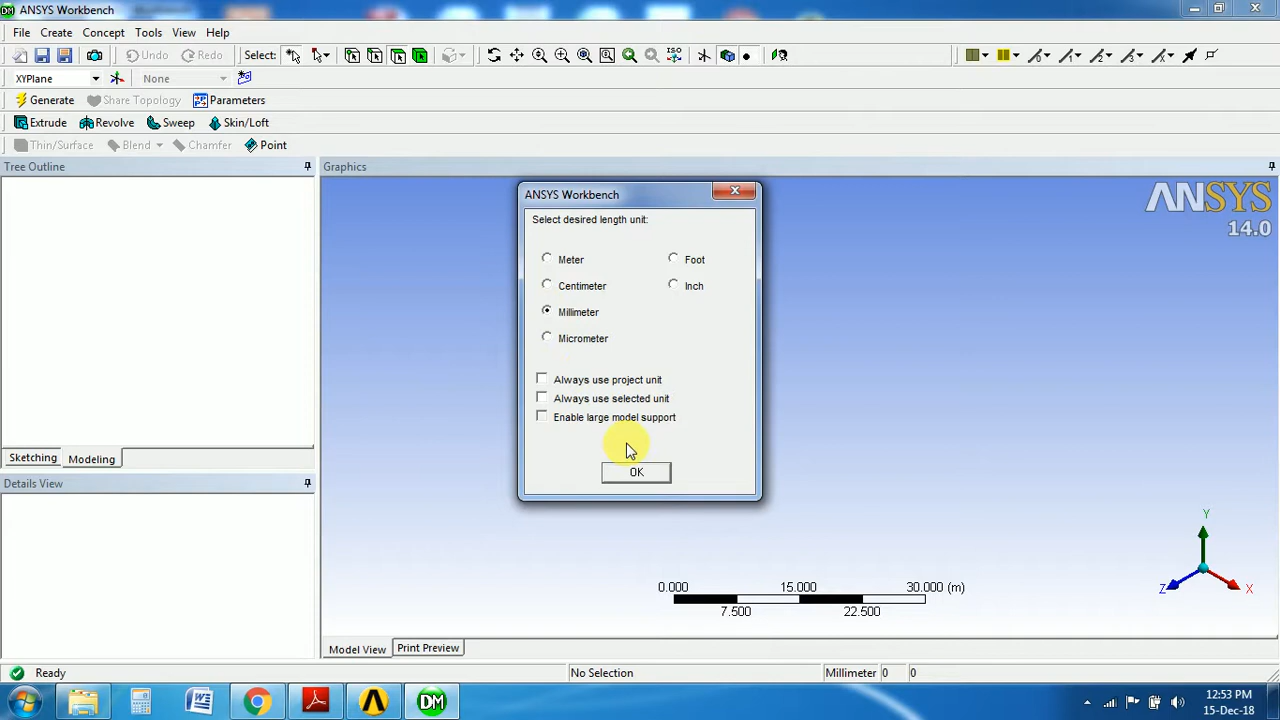 DM ANSYS Workbench
File Create Concept Tools View Help
Undo Redo Select: ISO
XYPlane None
Generate Share Topology Parameters
Extrude Revolve Sweep Skin/Loft
Thin/Surface Blend Chamfer Point
Tree Outline
Graphics
ANSYS
14.0
ANSYS Workbench
Select desired length unit:
Meter Foot
Centimeter Inch
Millimeter
Micrometer
Always use project unit
Always use selected unit
Enable large model support
OK
Sketching Modeling
Details View
Y
Z X
0.000 15.000 30.000 (m)
7.500 22.500
Model View Print Preview
Ready No Selection Millimeter 0 0
DM
12:53 PM
15-Dec-18